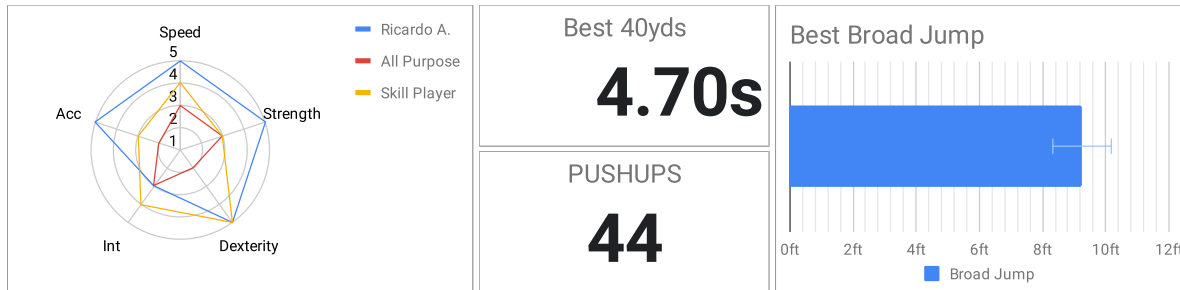 Speed
5
4
3
2
1
Acc
Strength
Int
Dexterity
Ricardo A.
All Purpose
Skill Player
Best 40yds
4.70s
PUSHUPS
44
Best Broad Jump
0ft 2ft 4ft 6ft 8ft 10ft 12ft
Broad Jump